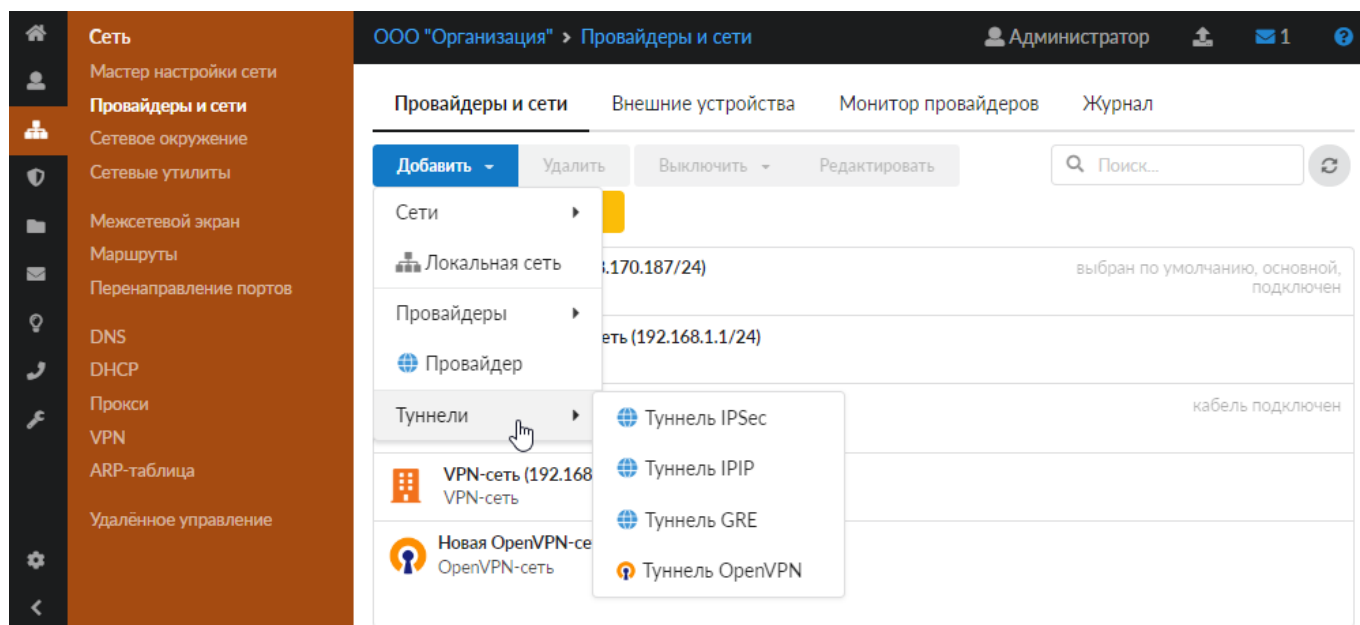 Сеть
Мастер настройки сети
Провайдеры и сети
Сетевое окружение
Сетевые утилиты
Межсетевой экран
Маршруты
Перенаправление портов
DNS
DHCP
Прокси
VPN
ARP-таблица
Удалённое управление
ООО "Организация" > Провайдеры и сети
Администратор
1
Провайдеры и сети Внешние устройства Монитор провайдеров Журнал
Добавить Удалить Выключить Редактировать Поиск...
Сети
Локальная сеть
Провайдеры
Провайдер
Туннели
Туннель IPSec
Туннель IPIP
Туннель GRE
Туннель OpenVPN
.170.187/24)
выбран по умолчанию, основной,
подключен
еть (192.168.1.1/24)
кабель подключен
VPN-сеть (192.168
VPN-сеть
Новая OpenVPN-се
OpenVPN-сеть